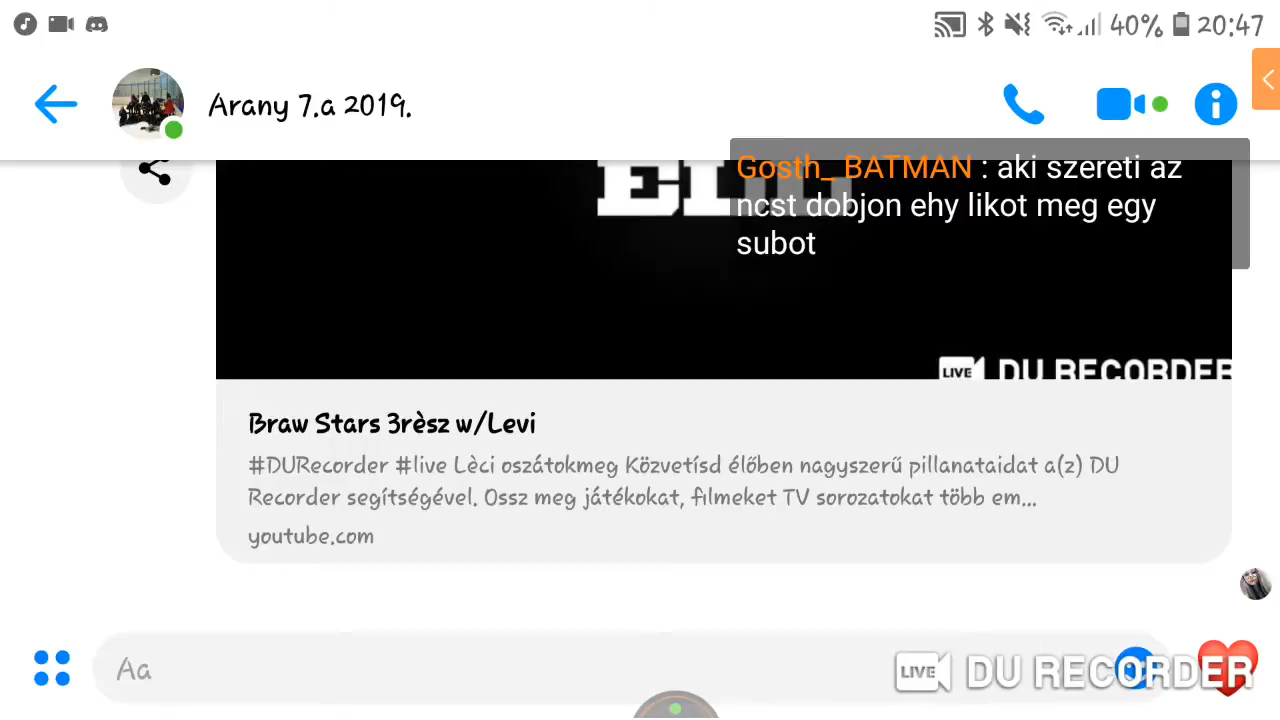 40% 20:47
Arany 7.a 2019.
Gosth_ BATMAN : aki szereti az
ncst dobjon ehy likot meg egy
subot
LIVE DU RECORDER
Braw Stars 3rèsz w/Levi
#DURecorder #live Lèci oszátokmeg Közvetísd élőben nagyszerű pillanataidat a(z) DU
Recorder segítségével. Ossz meg játékokat, filmeket TV sorozatokat több em...
youtube.com
Aa
LIVE DU RECORDER